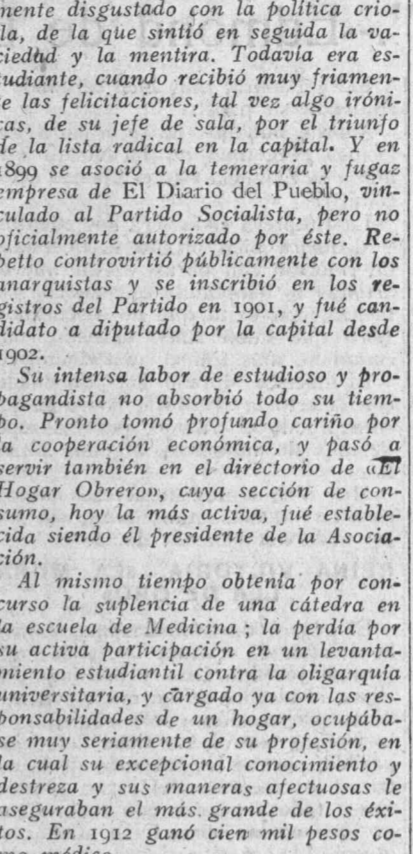 mente disgustado con la política crio-
lla, de la que sintió en seguida la va-
ciedad y la mentira. Todavía era es-
tudiante, cuando recibió muy friamen-
te las felicitaciones, tal vez algo iróni-
cas, de su jefe de sala, por el triunfo
de la lista radical en la capital. Y en
1899 se asoció a la temeraria y fugaz
empresa de El Diario del Pueblo, vin-
culado al Partido Socialista, pero no
oficialmente autorizado por éste. Re-
petto controvirtió públicamente con los
anarquistas y se inscribió en los re-
gistros del Partido en 1901, y fué can-
didato a diputado por la capital desde
1902.
Su intensa labor de estudioso y pro-
pagandista no absorbió todo su tiem-
po. Pronto tomó profundo cariño por
la cooperación económica, y pasó a
servir también en el directorio de «El
Hogar Obrero», cuya sección de con-
sumo, hoy la más activa, fué estable-
cida siendo él presidente de la Asocia-
ción.
Al mismo tiempo obtenía por con-
curso la suplencia de una cátedra en
la escuela de Medicina; la perdía por
su activa participación en un levanta-
miento estudiantil contra la oligarquía
universitaria, y cargado ya con las res-
ponsabilidades de un hogar, ocupába-
se muy seriamente de su profesión, en
la cual su excepcional conocimiento y
destreza y sus maneras afectuosas le
aseguraban el más grande de los éxi-
tos. En 1912 ganó cien mil pesos co-
mo médico